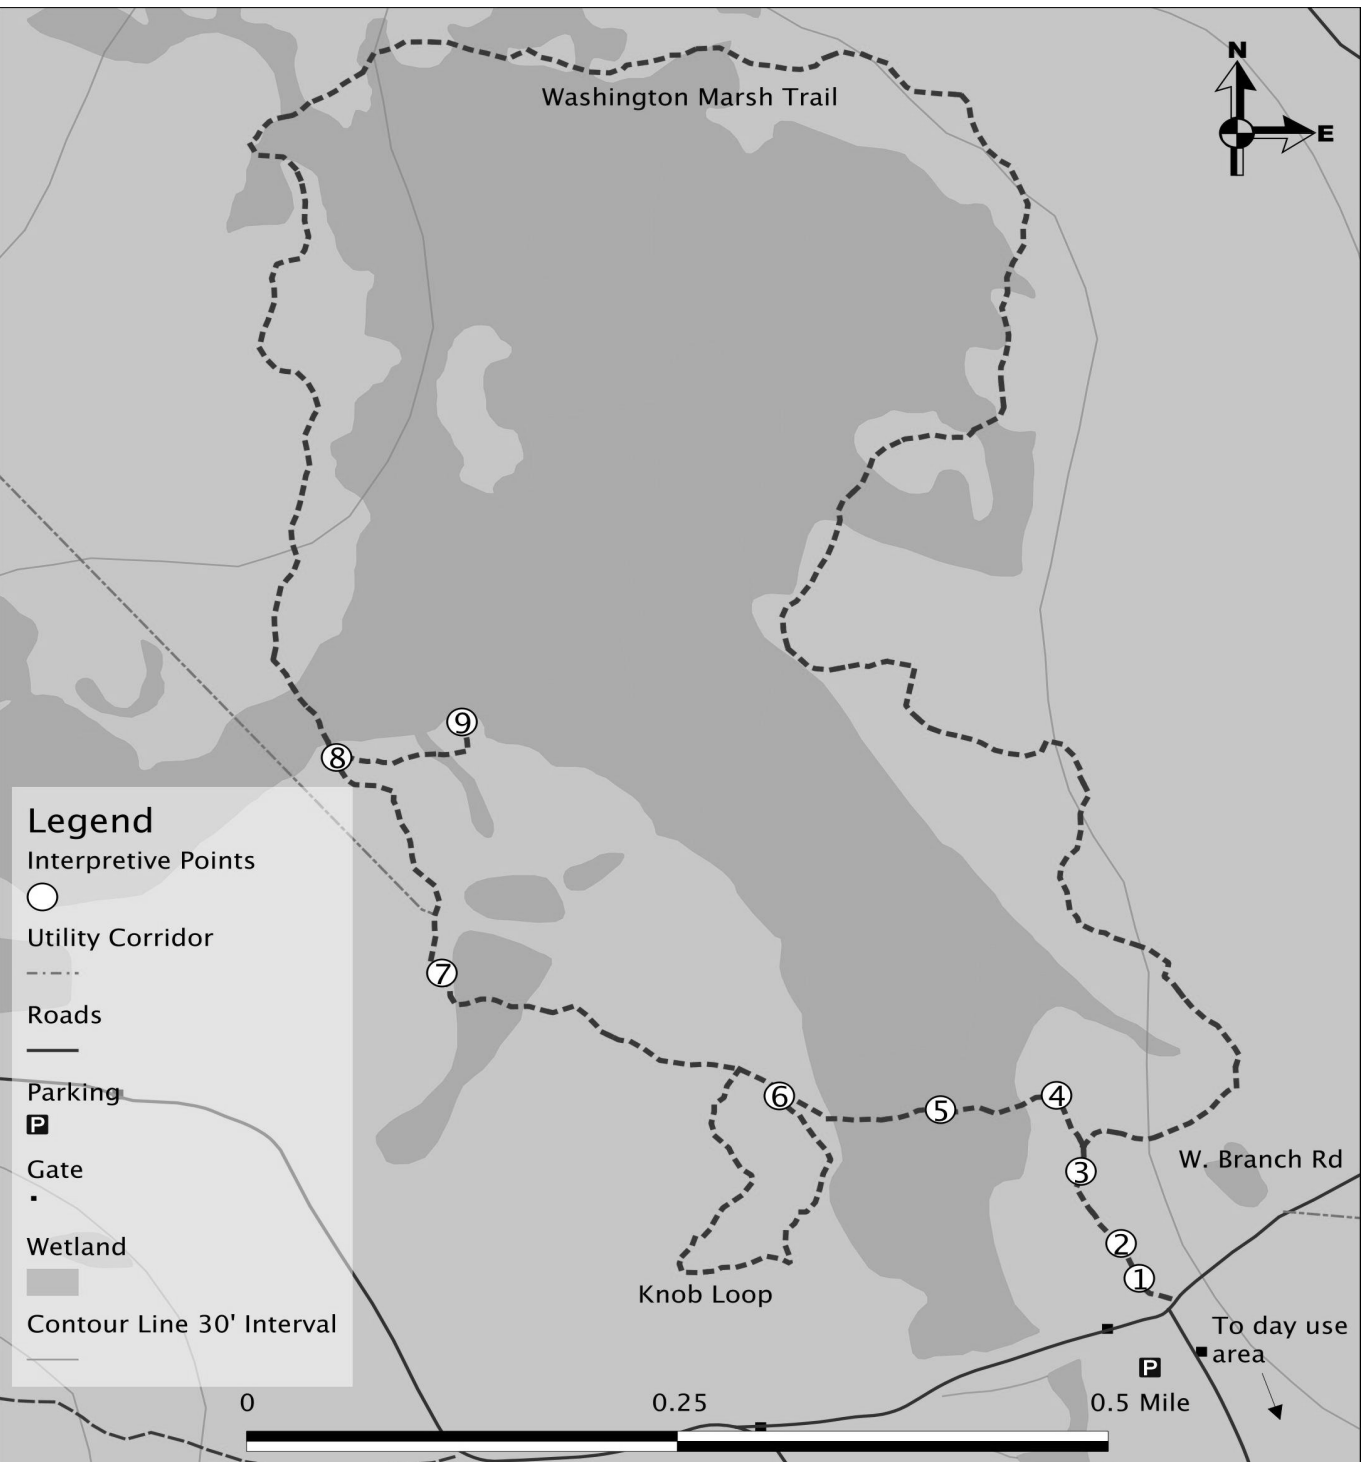 N
Washington Marsh Trail
E
9
8
7
6
5
4
3
2
1
W. Branch Rd
Knob Loop
To day use
area
P
Legend
Interpretive Points
Utility Corridor
Roads
Parking
P
Gate
Wetland
Contour Line 30' Interval
0
0.25
0.5 Mile